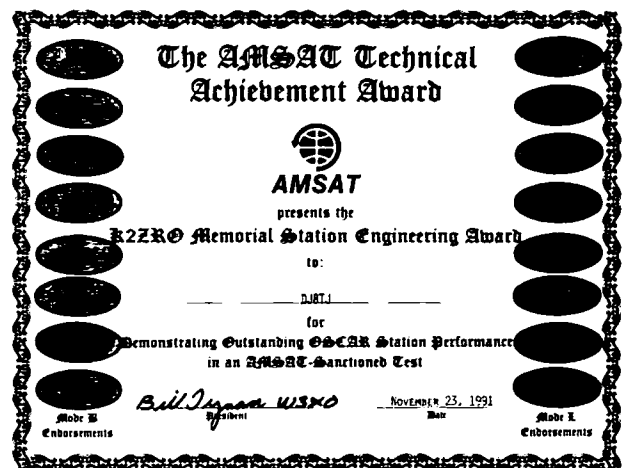 The AMSAT Technical
Achievement Award
AMSAT
presents the
K2ZRO Memorial Station Engineering Award
to:
DJ8TJ
for
Demonstrating Outstanding OSCAR Station Performance
in an AMSAT-Sanctioned Test
Bill Tynan W3XO
November 23, 1991
President
Date
Mode B
Endorsements
Mode L
Endorsements